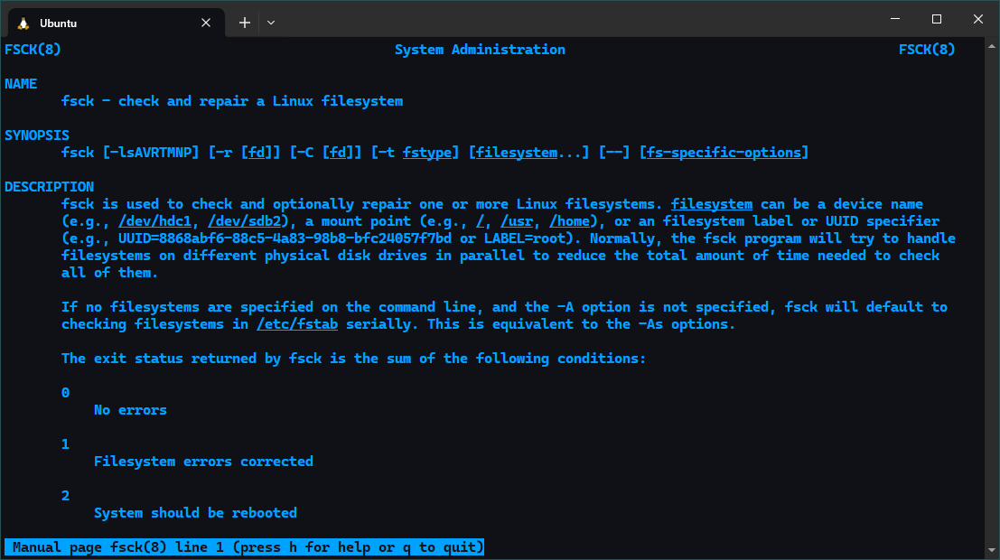 Ubuntu
FSCK(8) System Administration FSCK(8)
NAME
fsck - check and repair a Linux filesystem
SYNOPSIS
fsck [-lsAVRTMNP] [-r [fd]] [-C [fd]] [-t fstype] [filesystem...] [--] [fs-specific-options]
DESCRIPTION
fsck is used to check and optionally repair one or more Linux filesystems. filesystem can be a device name
(e.g., /dev/hdc1, /dev/sdb2), a mount point (e.g., /, /usr, /home), or an filesystem label or UUID specifier
(e.g., UUID=8868abf6-88c5-4a83-98b8-bfc24057f7bd or LABEL=root). Normally, the fsck program will try to handle
filesystems on different physical disk drives in parallel to reduce the total amount of time needed to check
all of them.
If no filesystems are specified on the command line, and the -A option is not specified, fsck will default to
checking filesystems in /etc/fstab serially. This is equivalent to the -As options.
The exit status returned by fsck is the sum of the following conditions:
0
No errors
1
Filesystem errors corrected
2
System should be rebooted
Manual page fsck(8) line 1 (press h for help or q to quit)